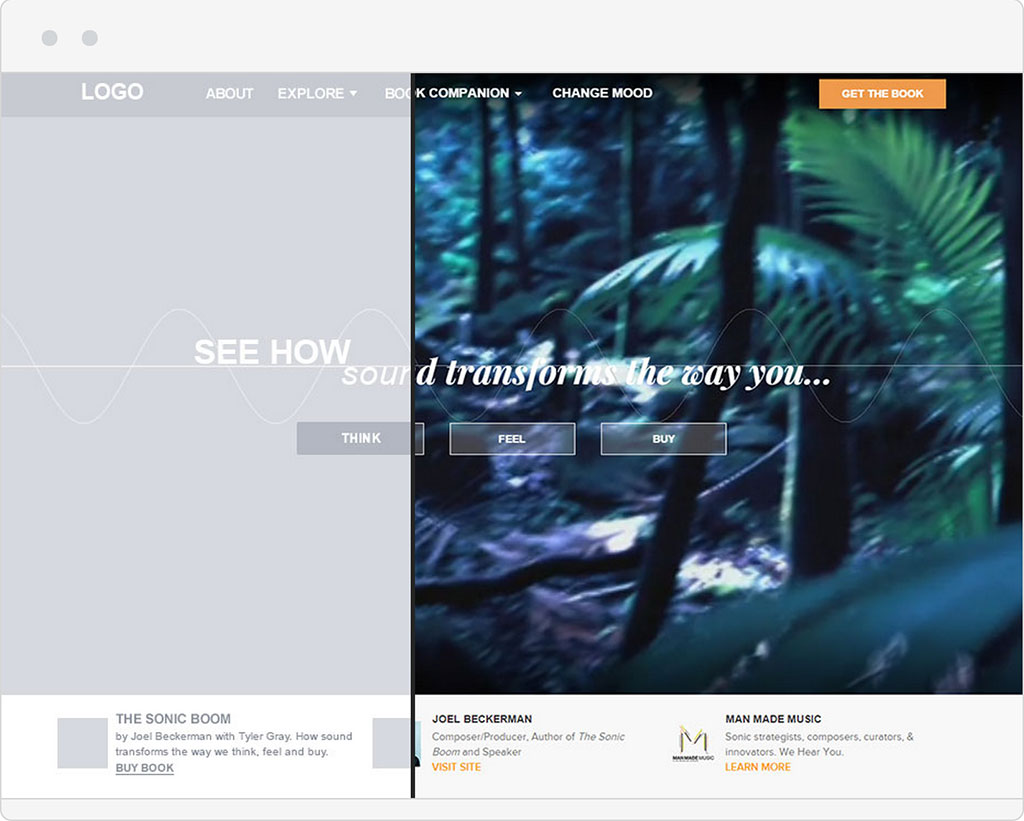 LOGO ABOUT EXPLORE BOOK COMPANION CHANGE MOOD GET THE BOOK
SEE HOW
sound transforms the way you...
THINK FEEL BUY
THE SONIC BOOM
by Joel Beckerman with Tyler Gray. How sound
transforms the way we think, feel and buy.
BUY BOOK
JOEL BECKERMAN
Composer/Producer, Author of The Sonic
Boom and Speaker
VISIT SITE
MAN MADE MUSIC
MAN MADE MUSIC
Sonic strategists, composers, curators, &
innovators. We Hear You.
LEARN MORE